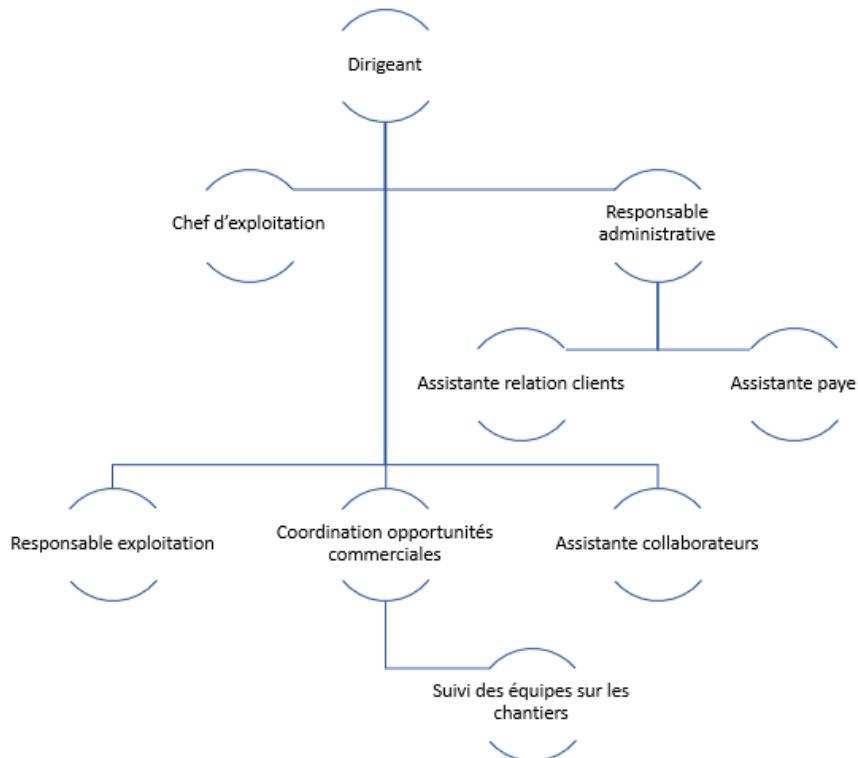 Dirigeant
Chef d'exploitation
Responsable
administrative
Assistante relation clients
Assistante paye
Responsable exploitation
Coordination opportunités
commerciales
Assistante collaborateurs
Suivi des équipes sur les
chantiers